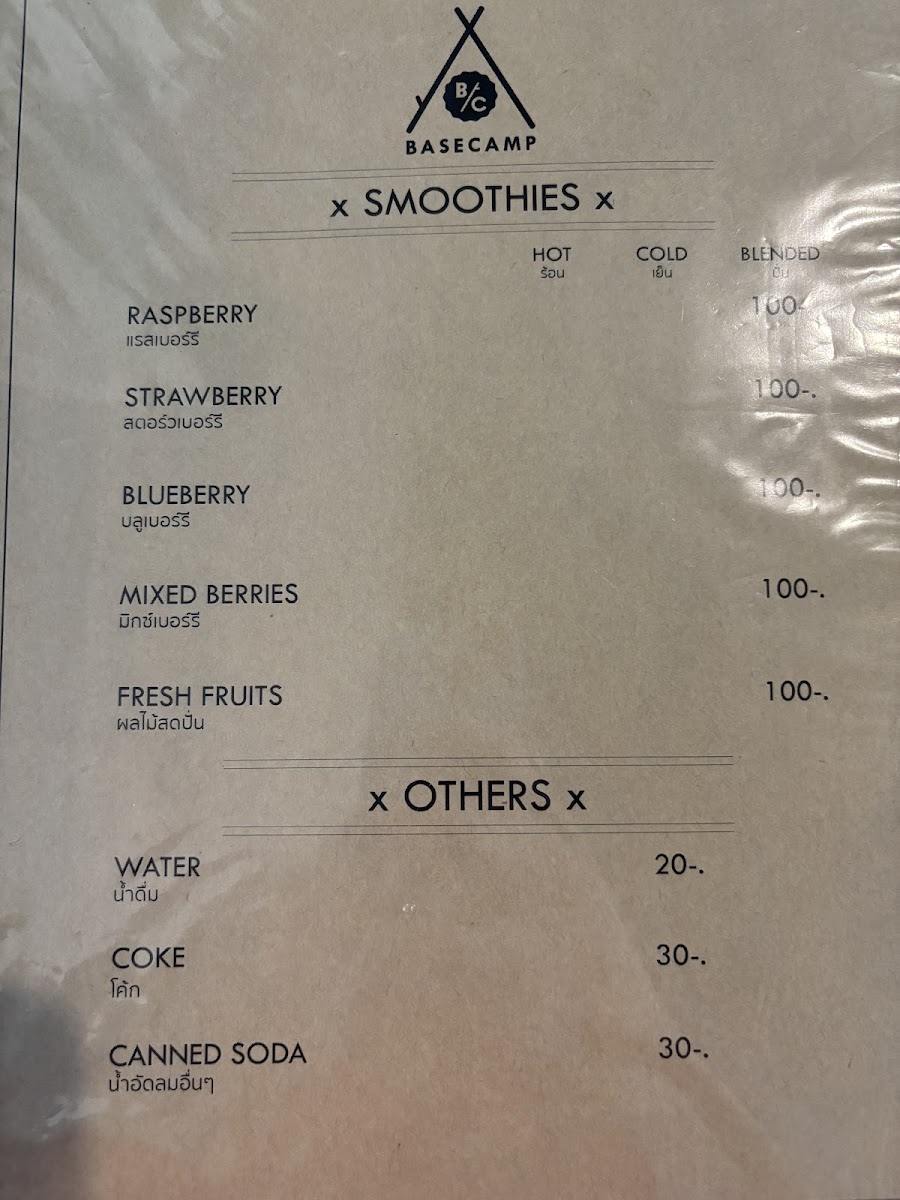 B/C
BASECAMP
x SMOOTHIES x
HOT COLD BLENDED
ร้อน เย็น ปั่น
RASPBERRY 100-
แรสเบอร์รี
STRAWBERRY 100-.
สตอร์วเบอร์รี
BLUEBERRY 100-.
บลูเบอร์รี
MIXED BERRIES 100-.
มิกซ์เบอร์รี
FRESH FRUITS 100-.
ผลไม้สดปั่น
x OTHERS x
WATER 20-.
น้ำดื่ม
COKE 30-.
โค้ก
CANNED SODA 30-.
น้ำอัดลมอื่นๆ